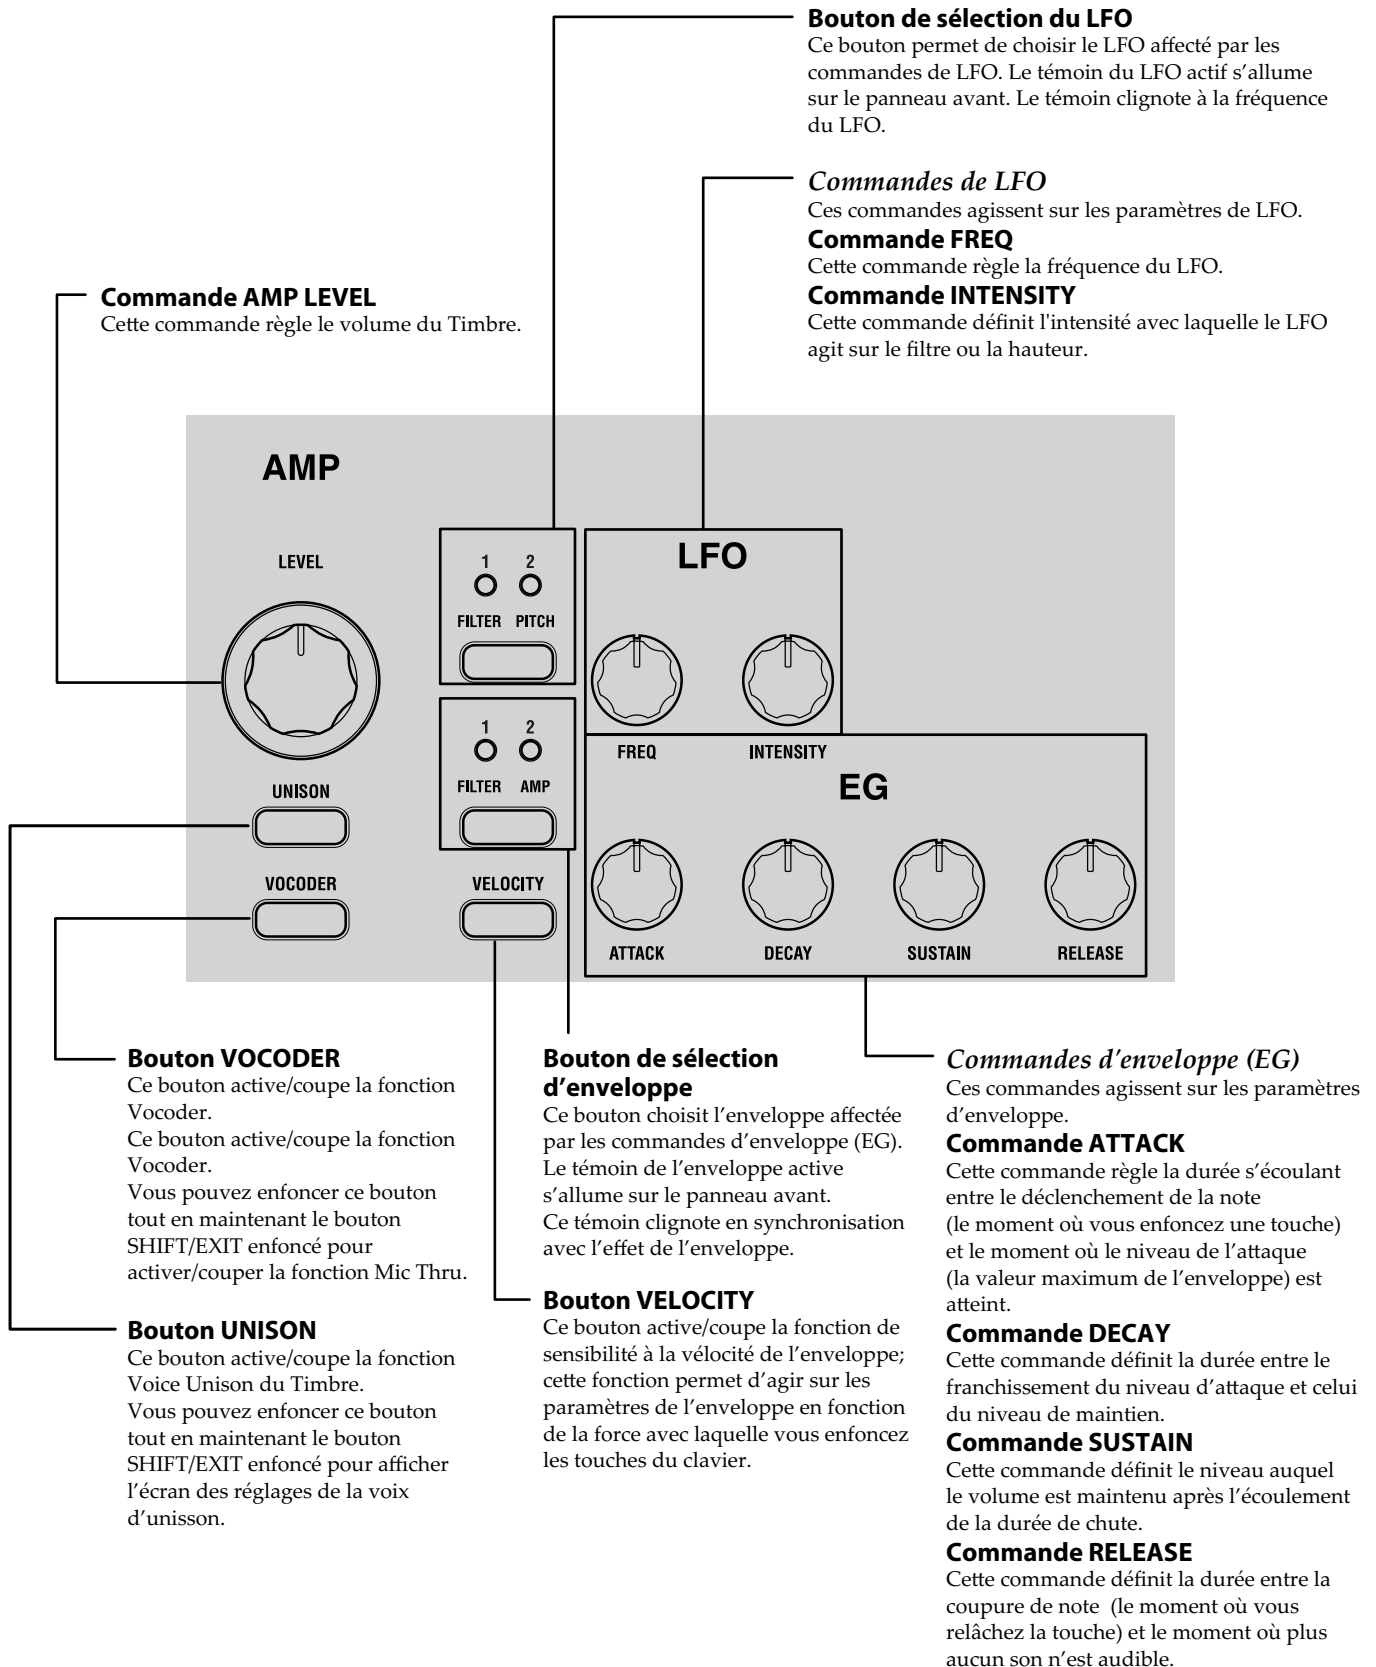 Bouton de sélection du LFO
Ce bouton permet de choisir le LFO affecté par les
commandes de LFO. Le témoin du LFO actif s’allume
sur le panneau avant. Le témoin clignote à la fréquence
du LFO.
Commandes de LFO
Ces commandes agissent sur les paramètres de LFO.
Commande FREQ
Cette commande règle la fréquence du LFO.
Commande INTENSITY
Cette commande définit l'intensité avec laquelle le LFO
agit sur le filtre ou la hauteur.
Commande AMP LEVEL
Cette commande règle le volume du Timbre.
AMP
LEVEL
1 2
FILTER PITCH
LFO
FREQ INTENSITY
1 2
FILTER AMP
UNISON
VOCODER
VELOCITY
EG
ATTACK DECAY SUSTAIN RELEASE
Bouton VOCODER
Ce bouton active/coupe la fonction
Vocoder.
Ce bouton active/coupe la fonction
Vocoder.
Vous pouvez enfoncer ce bouton
tout en maintenant le bouton
SHIFT/EXIT enfoncé pour
activer/couper la fonction Mic Thru.
Bouton UNISON
Ce bouton active/coupe la fonction
Voice Unison du Timbre.
Vous pouvez enfoncer ce bouton
tout en maintenant le bouton
SHIFT/EXIT enfoncé pour afficher
l’écran des réglages de la voix
d’unisson.
Bouton de sélection
d’enveloppe
Ce bouton choisit l’enveloppe affectée
par les commandes d’enveloppe (EG).
Le témoin de l’enveloppe active
s’allume sur le panneau avant.
Ce témoin clignote en synchronisation
avec l’effet de l’enveloppe.
Bouton VELOCITY
Ce bouton active/coupe la fonction de
sensibilité à la vélocité de l’enveloppe;
cette fonction permet d’agir sur les
paramètres de l’enveloppe en fonction
de la force avec laquelle vous enfoncez
les touches du clavier.
Commandes d’enveloppe (EG)
Ces commandes agissent sur les paramètres
d’enveloppe.
Commande ATTACK
Cette commande règle la durée s’écoulant
entre le déclenchement de la note
(le moment où vous enfoncez une touche)
et le moment où le niveau de l’attaque
(la valeur maximum de l’enveloppe) est
atteint.
Commande DECAY
Cette commande définit la durée entre le
franchissement du niveau d’attaque et celui
du niveau de maintien.
Commande SUSTAIN
Cette commande définit le niveau auquel
le volume est maintenu après l’écoulement
de la durée de chute.
Commande RELEASE
Cette commande définit la durée entre la
coupure de note (le moment où vous
relâchez la touche) et le moment où plus
aucun son n’est audible.